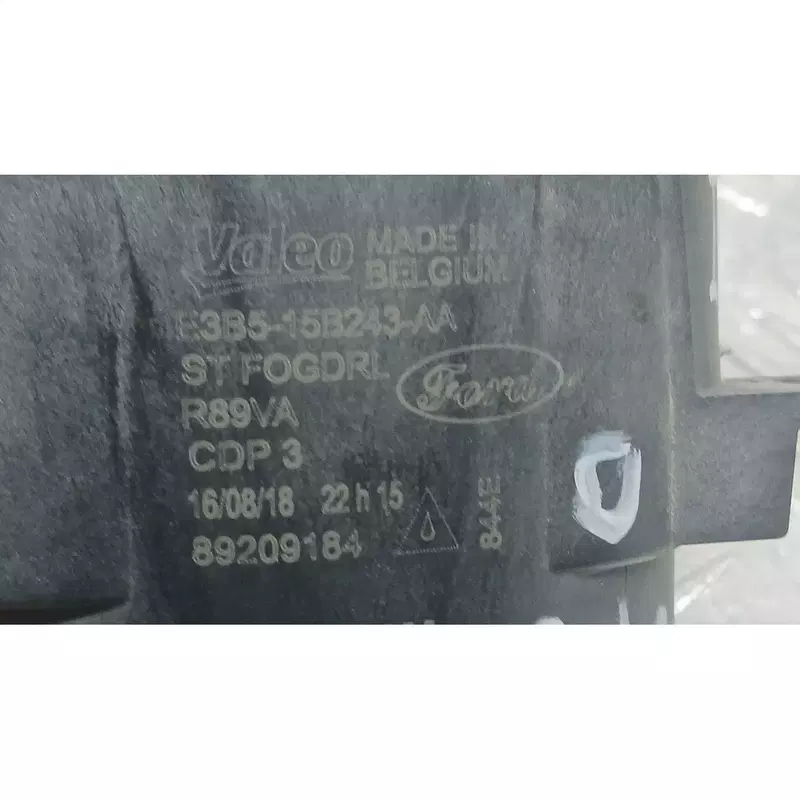 Valeo MADE IN
BELGIUM
E3B5-15B243-AA
ST FOGDRL
Ford
R89VA
CDP 3
16/08/18 22 h 15
89209184
844E
0